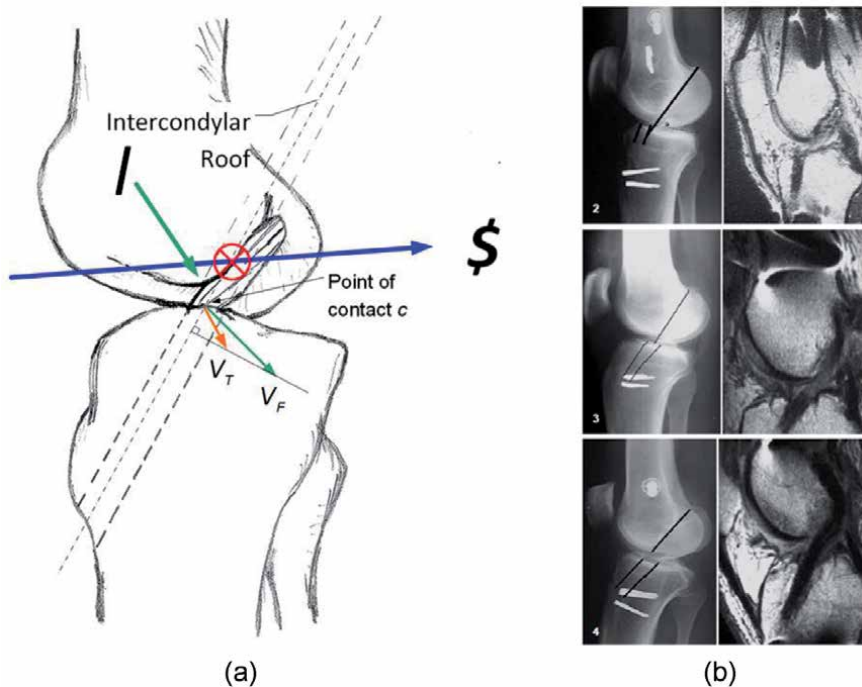 Intercondylar
Roof
l
$
Point of
contact c
V_T
V_F
2
3
4
(a)
(b)